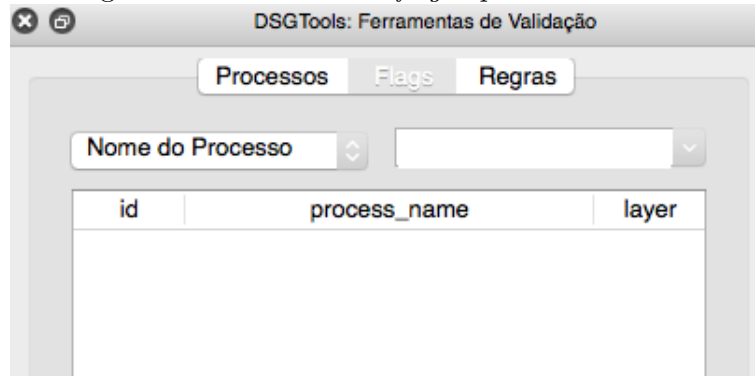 DSGTools: Ferramentas de Validação
Processos Flags Regras
Nome do Processo
id process_name layer